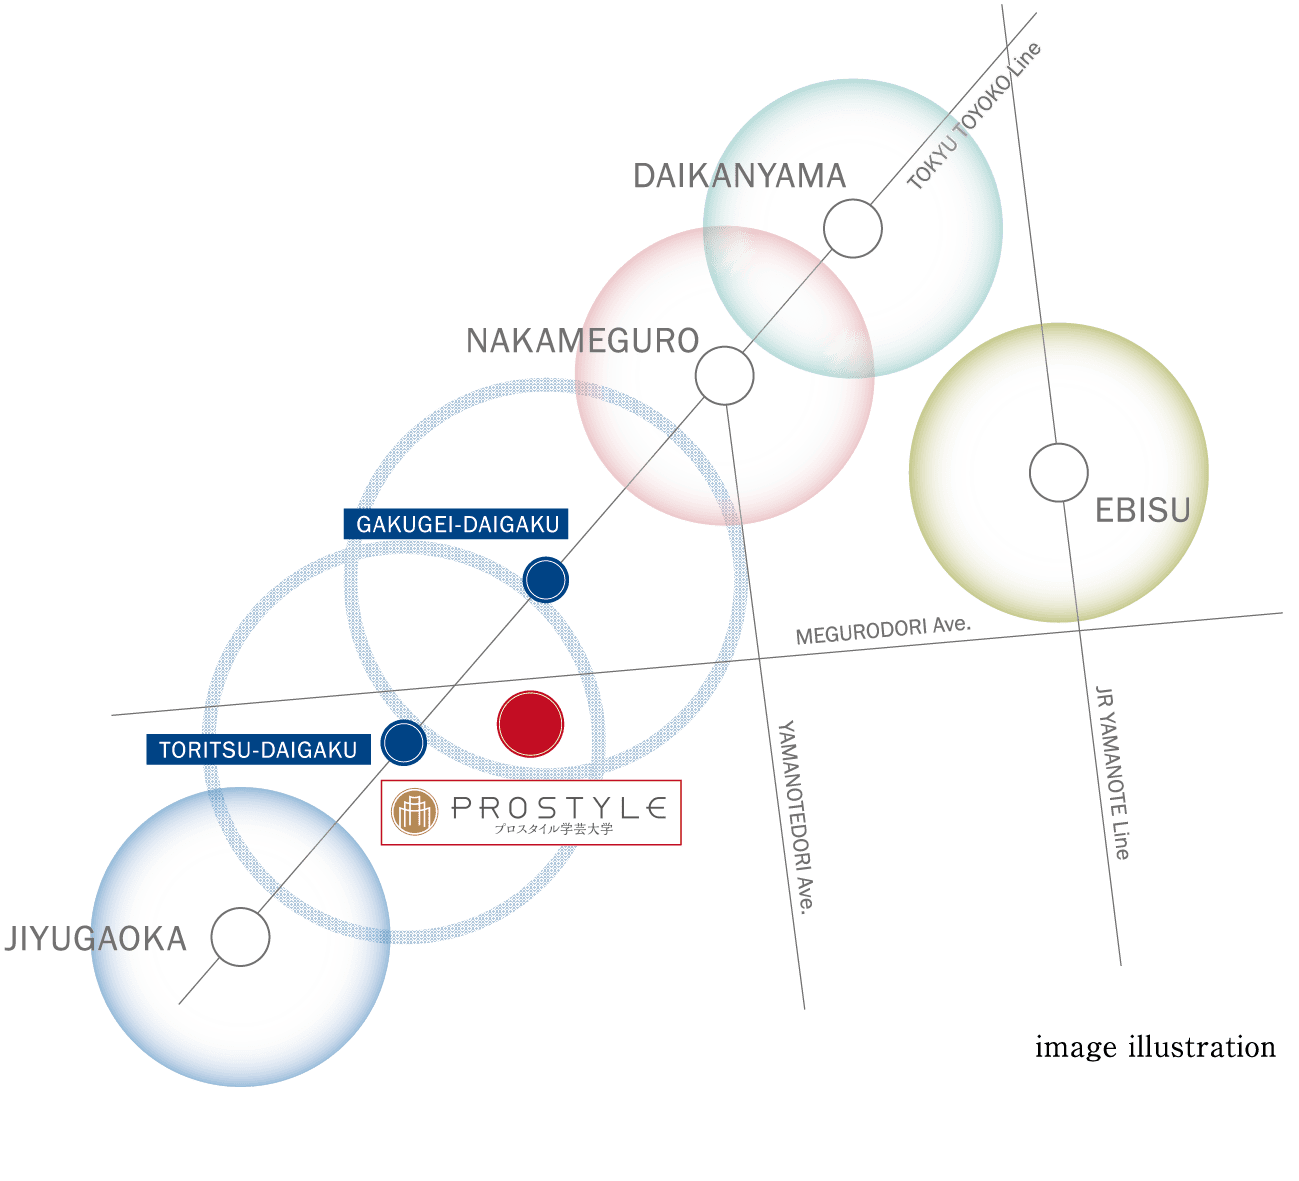 TOKYU TOYOKO Line
DAIKANYAMA
NAKAMEGURO
EBISU
GAKUGEI-DAIGAKU
MEGURODORI Ave.
TORITSU-DAIGAKU
JR YAMANOTE Line
YAMANOTEDORI Ave.
PROSTYLE
プロスタイル学芸大学
JIYUGAOKA
image illustration